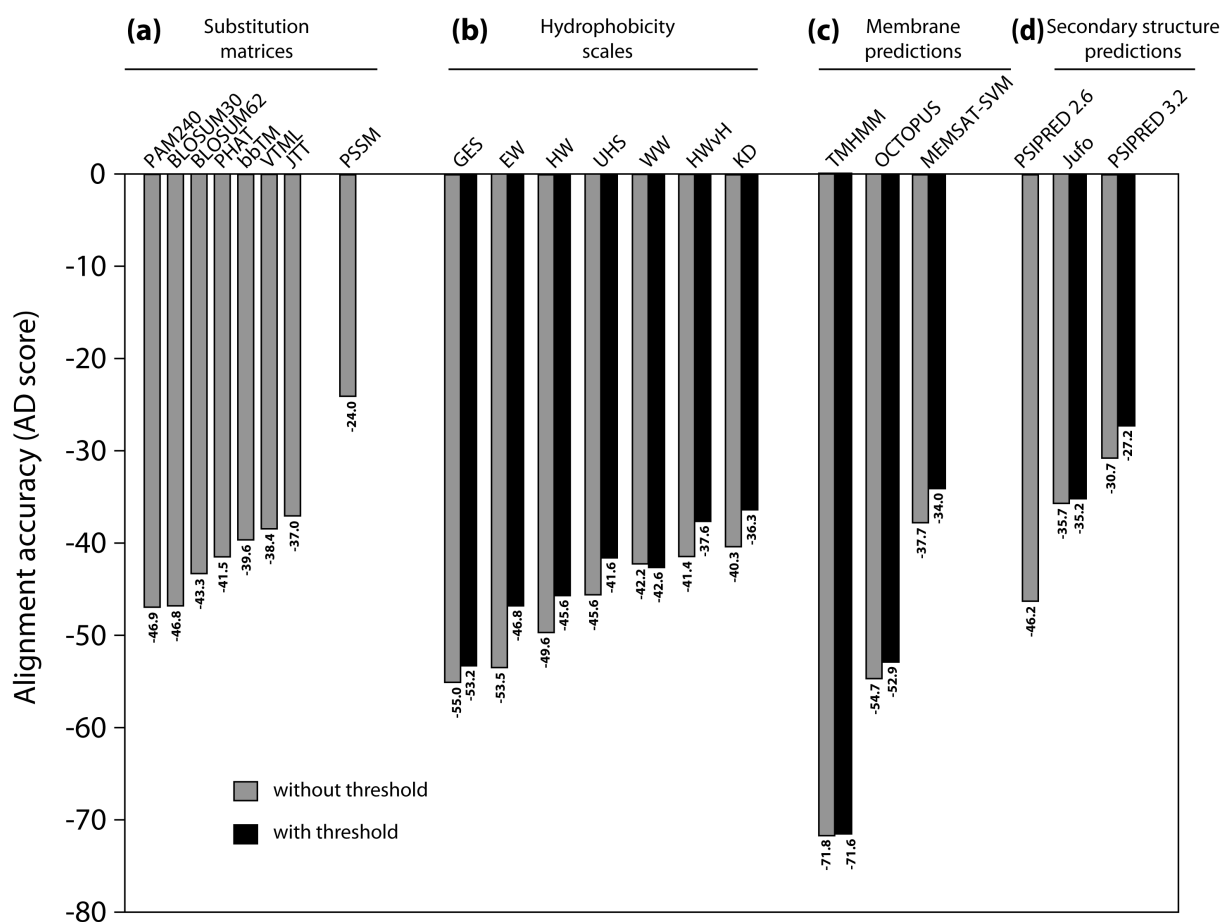 (a) Substitution matrices
(b) Hydrophobicity scales
(c) Membrane predictions
(d) Secondary structure predictions
PAM240
BLOSUM30
BLOSUM62
PHAT
bbTM
VTML
JTT
PSSM
GES
EW
HW
UHS
WW
HWvH
KD
TMHMM
OCTOPUS
MEMSAT-SVM
PSIPRED 2.6
Jufo
PSIPRED 3.2
Alignment accuracy (AD score)
0
-10
-20
-30
-40
-50
-60
-70
-80
-46.9
-46.8
-43.3
-41.5
-39.6
-38.4
-37.0
-24.0
-55.0
-53.2
-53.5
-46.8
-49.6
-45.6
-45.6
-41.6
-42.2
-42.6
-41.4
-37.6
-40.3
-36.3
-71.8
-71.6
-54.7
-52.9
-37.7
-34.0
-46.2
-35.7
-35.2
-30.7
-27.2
without threshold
with threshold